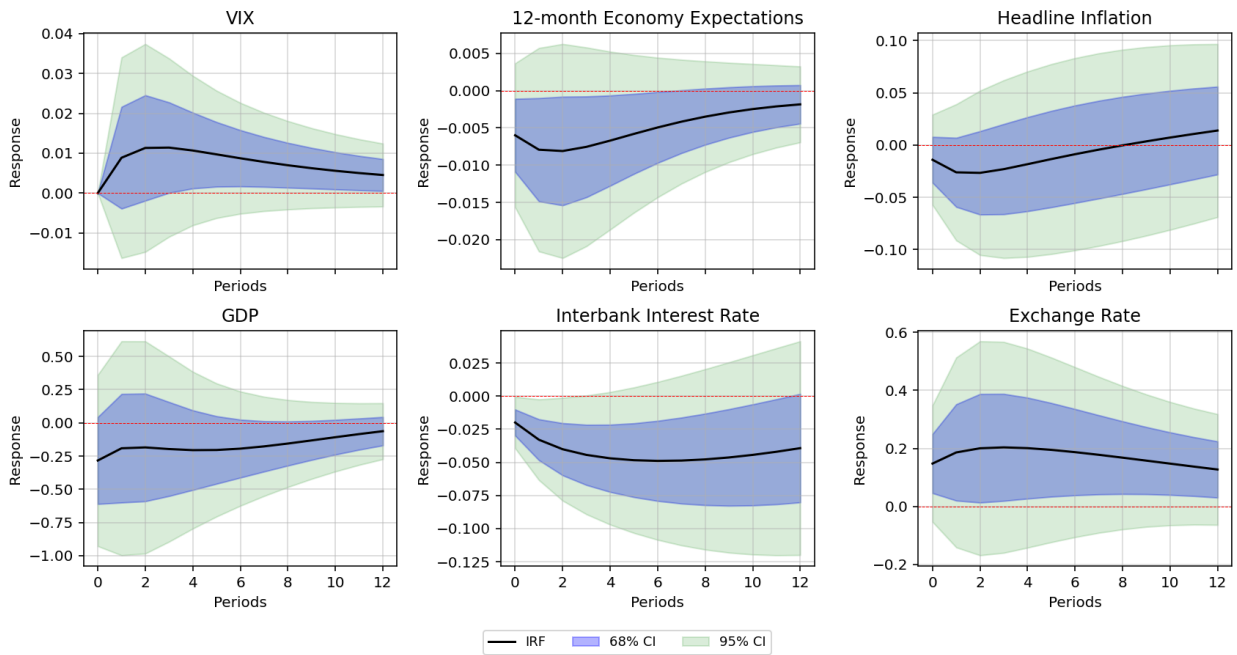 VIX
0.04
0.03
0.02
0.01
0.00
−0.01
Response
Periods
12-month Economy Expectations
0.005
0.000
−0.005
−0.010
−0.015
−0.020
Response
Periods
Headline Inflation
0.10
0.05
0.00
−0.05
−0.10
Response
Periods
GDP
0.50
0.25
0.00
−0.25
−0.50
−0.75
−1.00
Response
0 2 4 6 8 10 12
Periods
Interbank Interest Rate
0.025
0.000
−0.025
−0.050
−0.075
−0.100
−0.125
Response
0 2 4 6 8 10 12
Periods
Exchange Rate
0.6
0.4
0.2
0.0
−0.2
Response
0 2 4 6 8 10 12
Periods
IRF 68% CI 95% CI